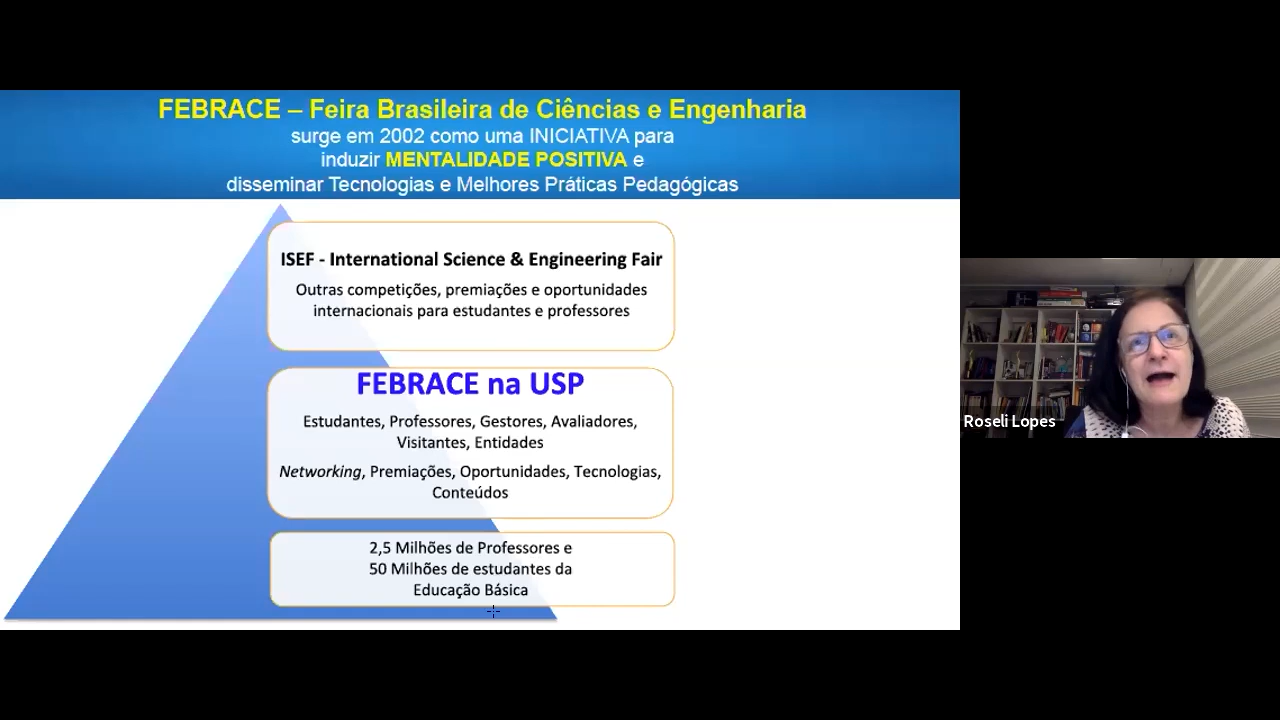 FEBRACE – Feira Brasileira de Ciências e Engenharia
surge em 2002 como uma INICIATIVA para
induzir MENTALIDADE POSITIVA e
disseminar Tecnologias e Melhores Práticas Pedagógicas
ISEF - International Science & Engineering Fair
Outras competições, premiações e oportunidades
internacionais para estudantes e professores
FEBRACE na USP
Estudantes, Professores, Gestores, Avaliadores,
Visitantes, Entidades
Networking, Premiações, Oportunidades, Tecnologias,
Conteúdos
2,5 Milhões de Professores e
50 Milhões de estudantes da
Educação Básica
Roseli Lopes